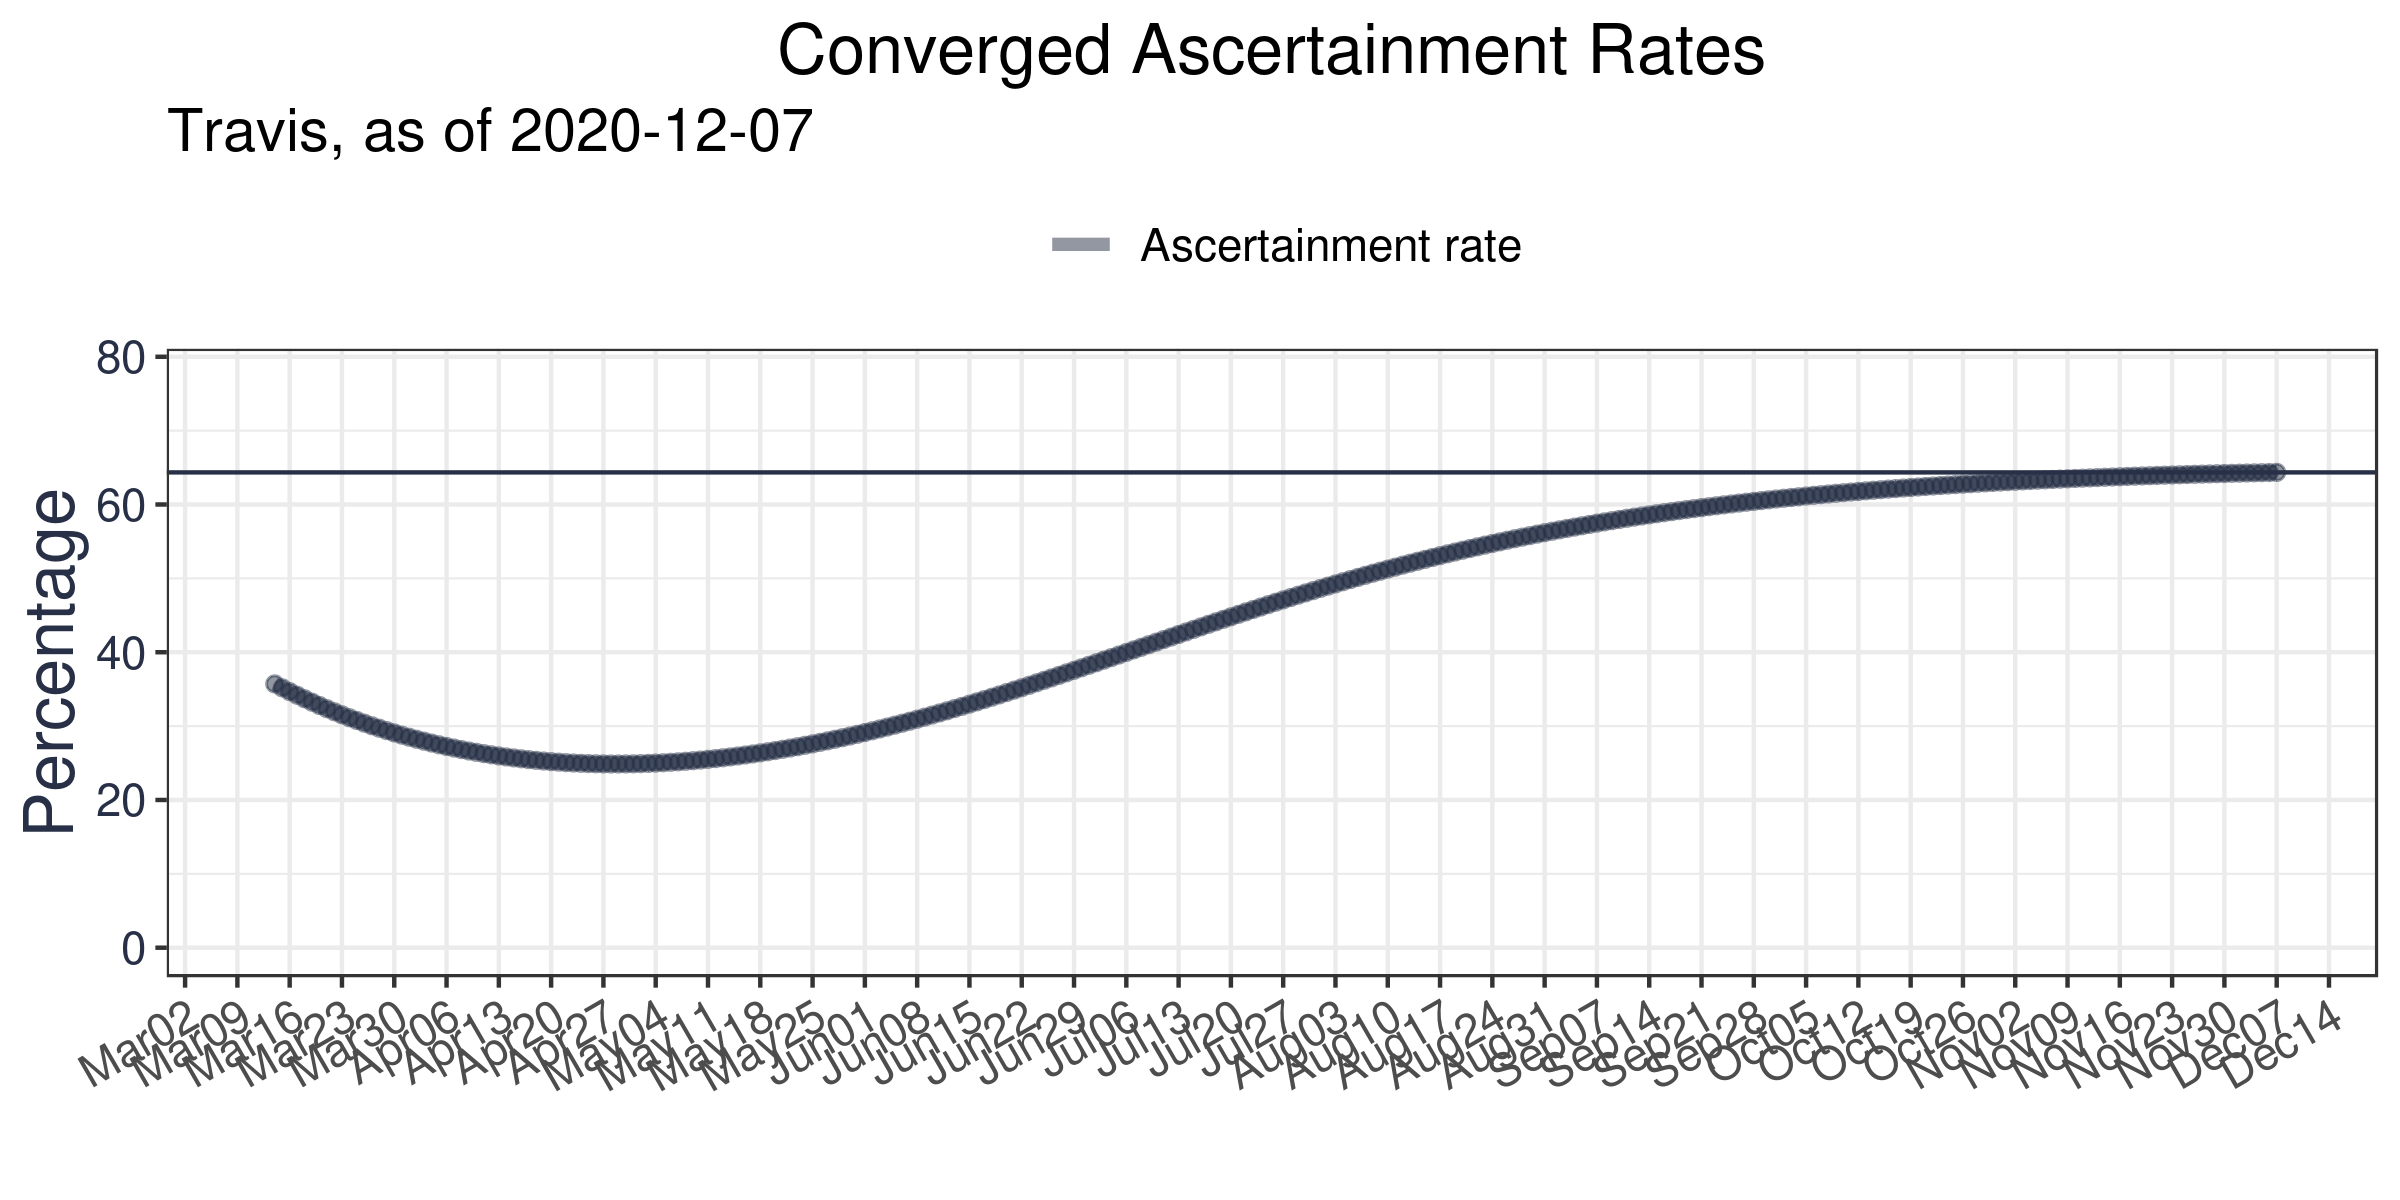 Converged Ascertainment Rates
Travis, as of 2020-12-07
Ascertainment rate
Percentage
80
60
40
20
0
Mar02
Mar09
Mar16
Mar23
Mar30
Apr06
Apr13
Apr20
Apr27
May04
May11
May18
May25
Jun01
Jun08
Jun15
Jun22
Jun29
Jul06
Jul13
Jul20
Jul27
Aug03
Aug10
Aug17
Aug24
Aug31
Sep07
Sep14
Sep21
Sep28
Oct05
Oct12
Oct19
Oct26
Nov02
Nov09
Nov16
Nov23
Nov30
Dec07
Dec14